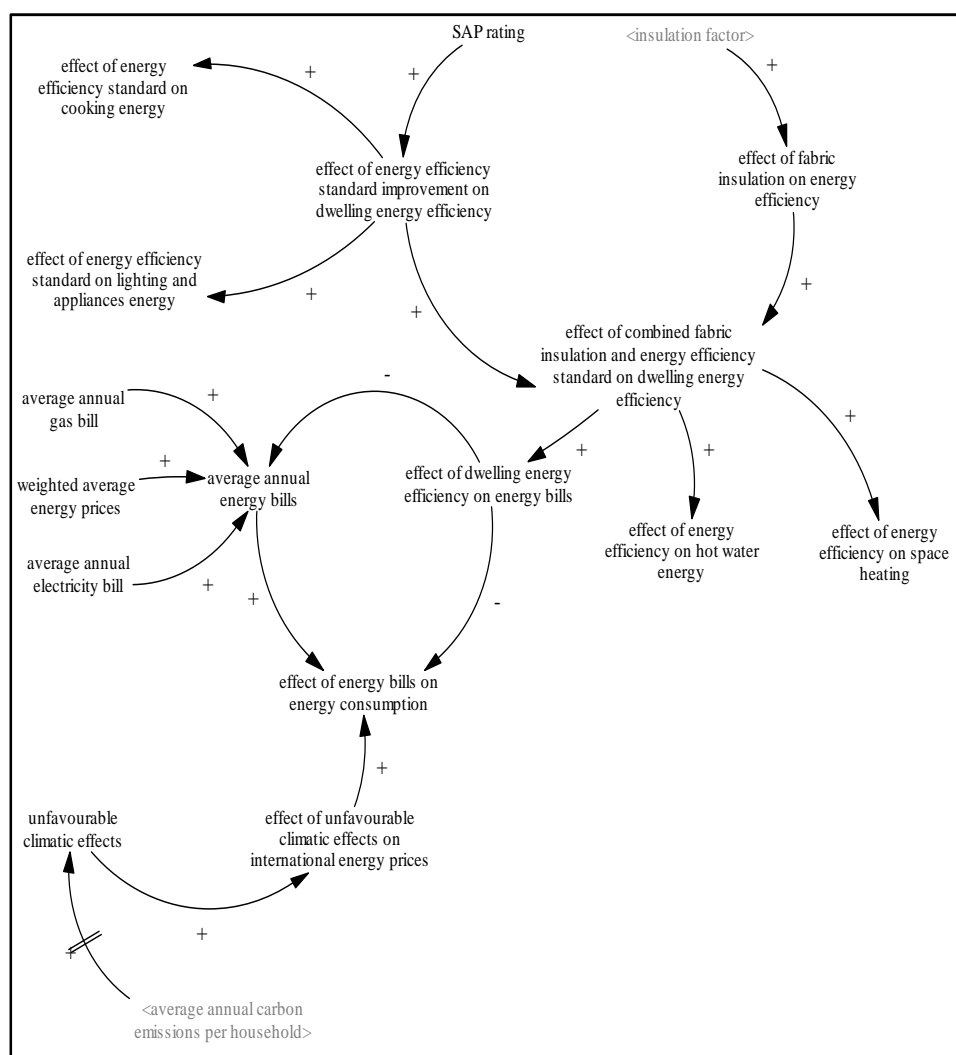 SAP rating
<insulation factor>
effect of energy
efficiency standard on
cooking energy
+
+
+
effect of energy efficiency
standard improvement on
dwelling energy efficiency
effect of fabric
insulation on energy
efficiency
effect of energy efficiency
standard on lighting and
appliances energy
+
+
+
effect of combined fabric
insulation and energy efficiency
standard on dwelling energy
efficiency
average annual
gas bill
+
-
+
weighted average
energy prices
+
average annual
energy bills
effect of dwelling energy
efficiency on energy bills
+
+
average annual
electricity bill
+
+
-
effect of energy
efficiency on hot water
energy
effect of energy
efficiency on space
heating
effect of energy bills on
energy consumption
+
unfavourable
climatic effects
effect of unfavourable
climatic effects on
international energy prices
+
+
<average annual carbon
emissions per household>